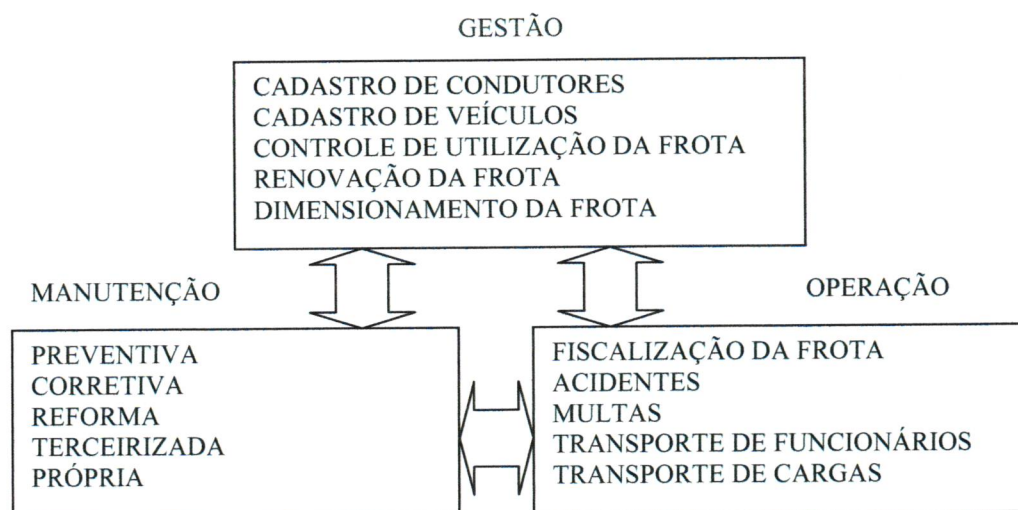 GESTÃO
CADASTRO DE CONDUTORES
CADASTRO DE VEÍCULOS
CONTROLE DE UTILIZAÇÃO DA FROTA
RENOVAÇÃO DA FROTA
DIMENSIONAMENTO DA FROTA
MANUTENÇÃO
PREVENTIVA
CORRETIVA
REFORMA
TERCEIRIZADA
PRÓPRIA
OPERAÇÃO
FISCALIZAÇÃO DA FROTA
ACIDENTES
MULTAS
TRANSPORTE DE FUNCIONÁRIOS
TRANSPORTE DE CARGAS